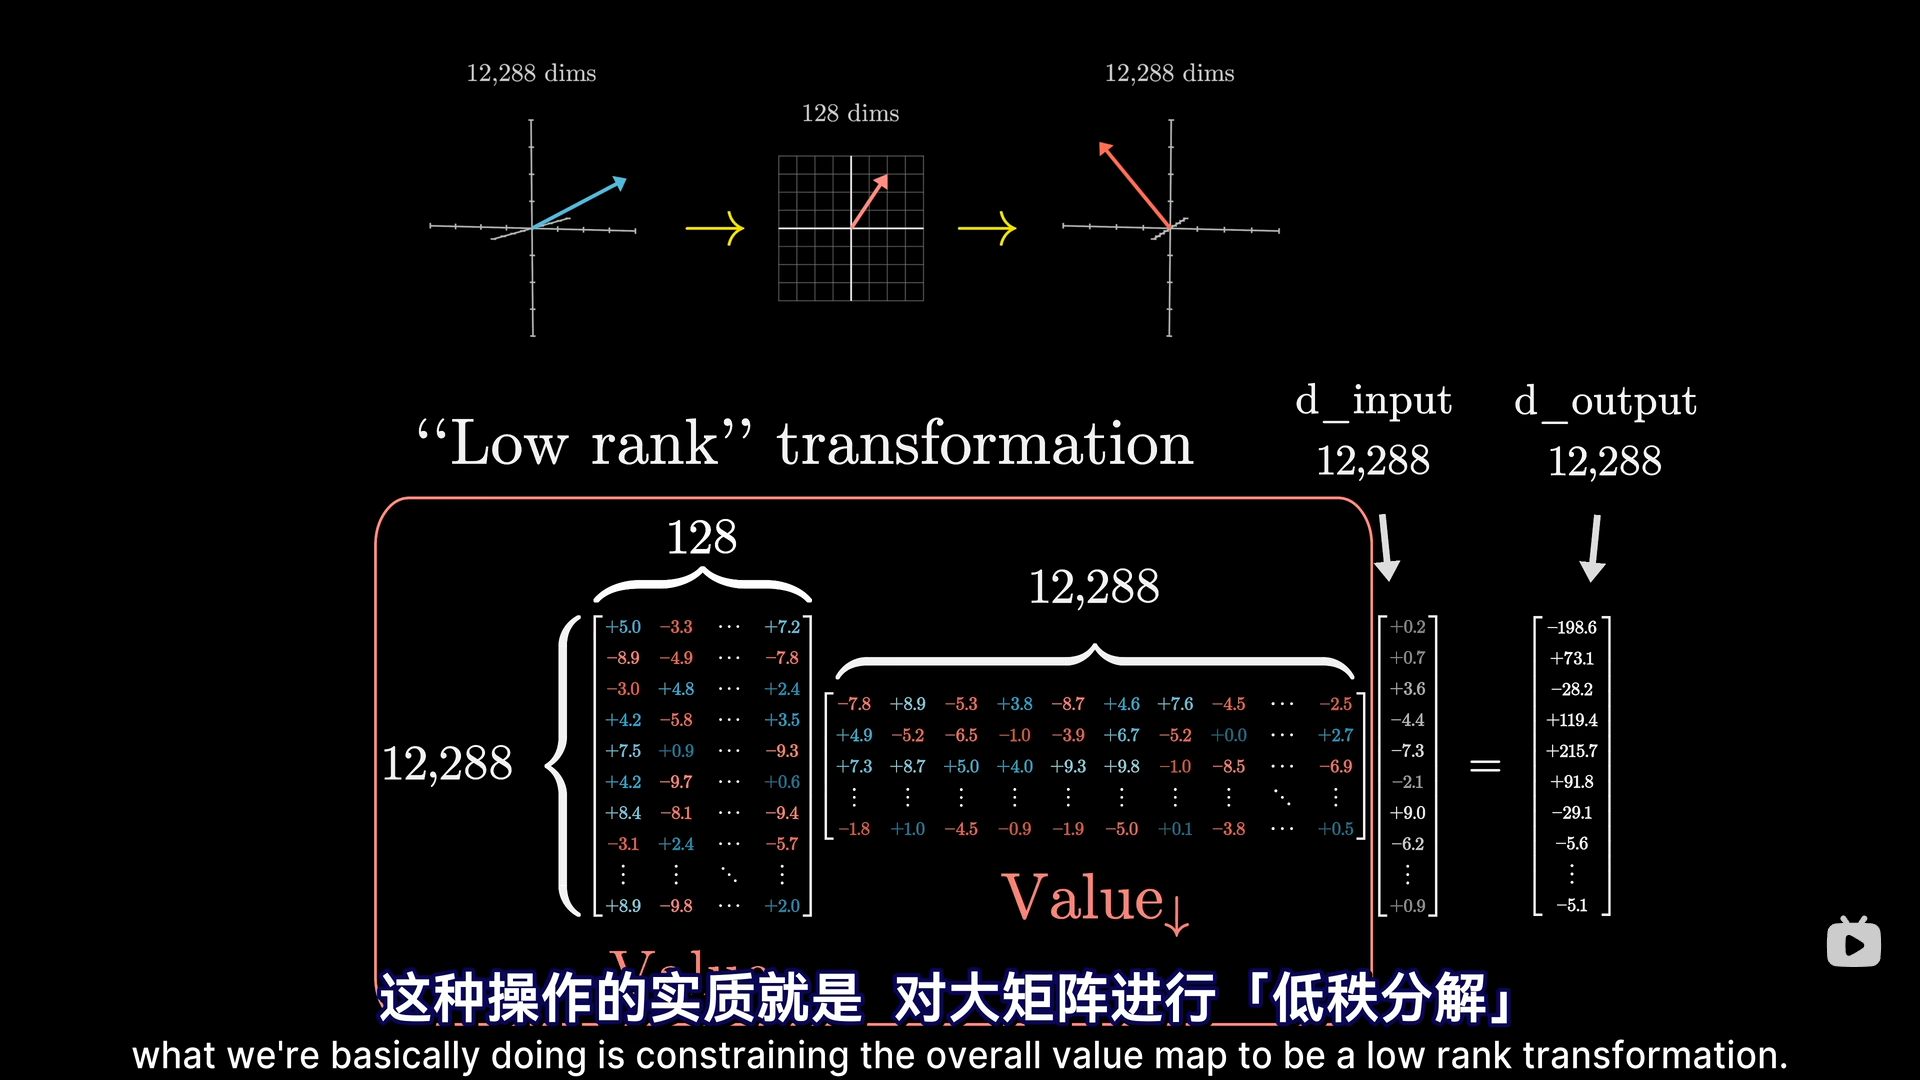 12,288 dims
128 dims
12,288 dims
“Low rank” transformation
d_input
12,288
d_output
12,288
128
12,288
12,288
+5.0 −3.3 ⋯ +7.2
−8.9 −4.9 ⋯ −7.8
−3.0 +4.8 ⋯ +2.4
+4.2 −5.8 ⋯ +3.5
+7.5 +0.9 ⋯ −9.3
+4.2 −9.7 ⋯ +0.6
+8.4 −8.1 ⋯ −9.4
−3.1 +2.4 ⋯ −5.7
⋮ ⋮ ⋱ ⋮
+8.9 −9.8 ⋯ +2.0
−7.8 +8.9 −5.3 +3.8 −8.7 +4.6 +7.6 −4.5 ⋯ −2.5
+4.9 −5.2 −6.5 −1.0 −3.9 +6.7 −5.2 +0.0 ⋯ +2.7
+7.3 +8.7 +5.0 +4.0 +9.3 +9.8 −1.0 −8.5 ⋯ −6.9
⋮ ⋮ ⋮ ⋮ ⋮ ⋮ ⋮ ⋮ ⋱ ⋮
−1.8 +1.0 −4.5 −0.9 −1.9 −5.0 +0.1 −3.8 ⋯ +0.5
+0.2
+0.7
+3.6
−4.4
−7.3
−2.1
+9.0
−6.2
⋮
+0.9
=
−198.6
+73.1
−28.2
+119.4
+215.7
+91.8
−29.1
−5.6
⋮
−5.1
Value↓
Value
这种操作的实质就是 对大矩阵进行「低秩分解」
what we're basically doing is constraining the overall value map to be a low rank transformation.